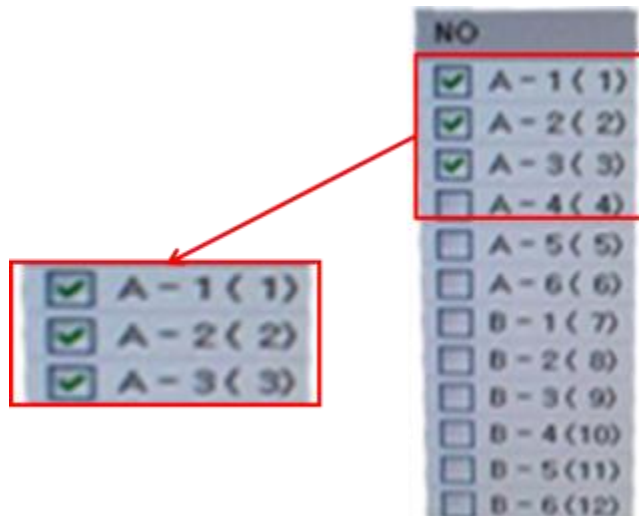 NO
A-1( 1)
A-2( 2)
A-3( 3)
A-4( 4)
A-5( 5)
A-6( 6)
B-1( 7)
B-2( 8)
B-3( 9)
B-4(10)
B-5(11)
B-6(12)
A-1( 1)
A-2( 2)
A-3( 3)